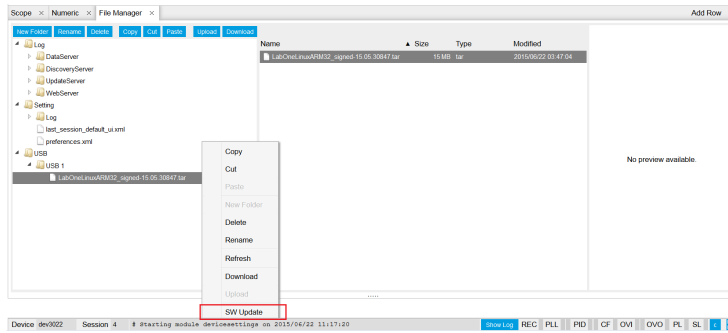 Scope × Numeric × File Manager × Add Row
New Folder Rename Delete Copy Cut Paste Upload Download
Name Size Type Modified
LabOneLinuxARM32_signed-15.05.30847.tar 15 MB tar 2015/06/22 03:47:04
Log
DataServer
DiscoveryServer
UpdateServer
WebServer
Setting
Log
last_session_default_ui.xml
preferences.xml
USB
USB 1
LabOneLinuxARM32_signed-15.05.30847.tar
Copy
Cut
Paste
New Folder
Delete
Rename
Refresh
Download
Upload
SW Update
No preview available.
Device dev3022 Session 4 # Starting module devicesettings on 2015/06/22 11:17:20 Show Log REC PLL PID CF OVI OVO PL SL C